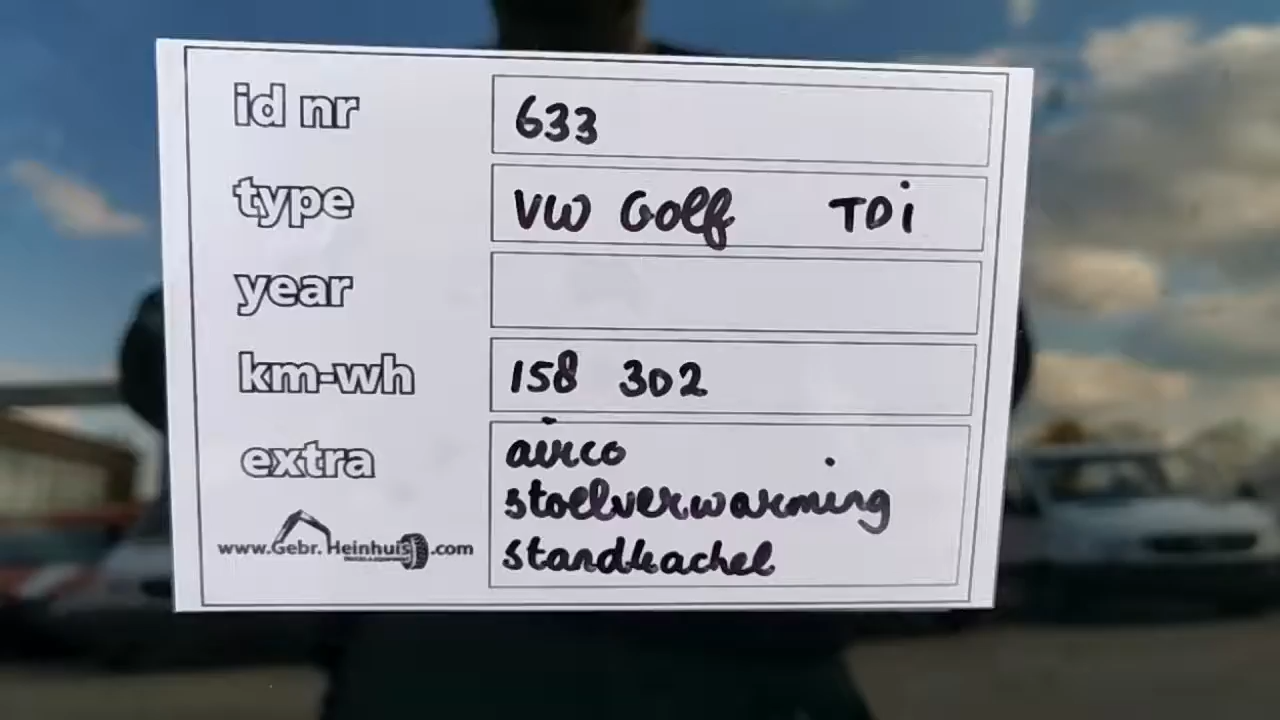 id nr 633
type VW Golf TDi
year
km-wh 158 302
extra airco
stoelverwarming
standkachel
www.Gebr.Heinhuis.com